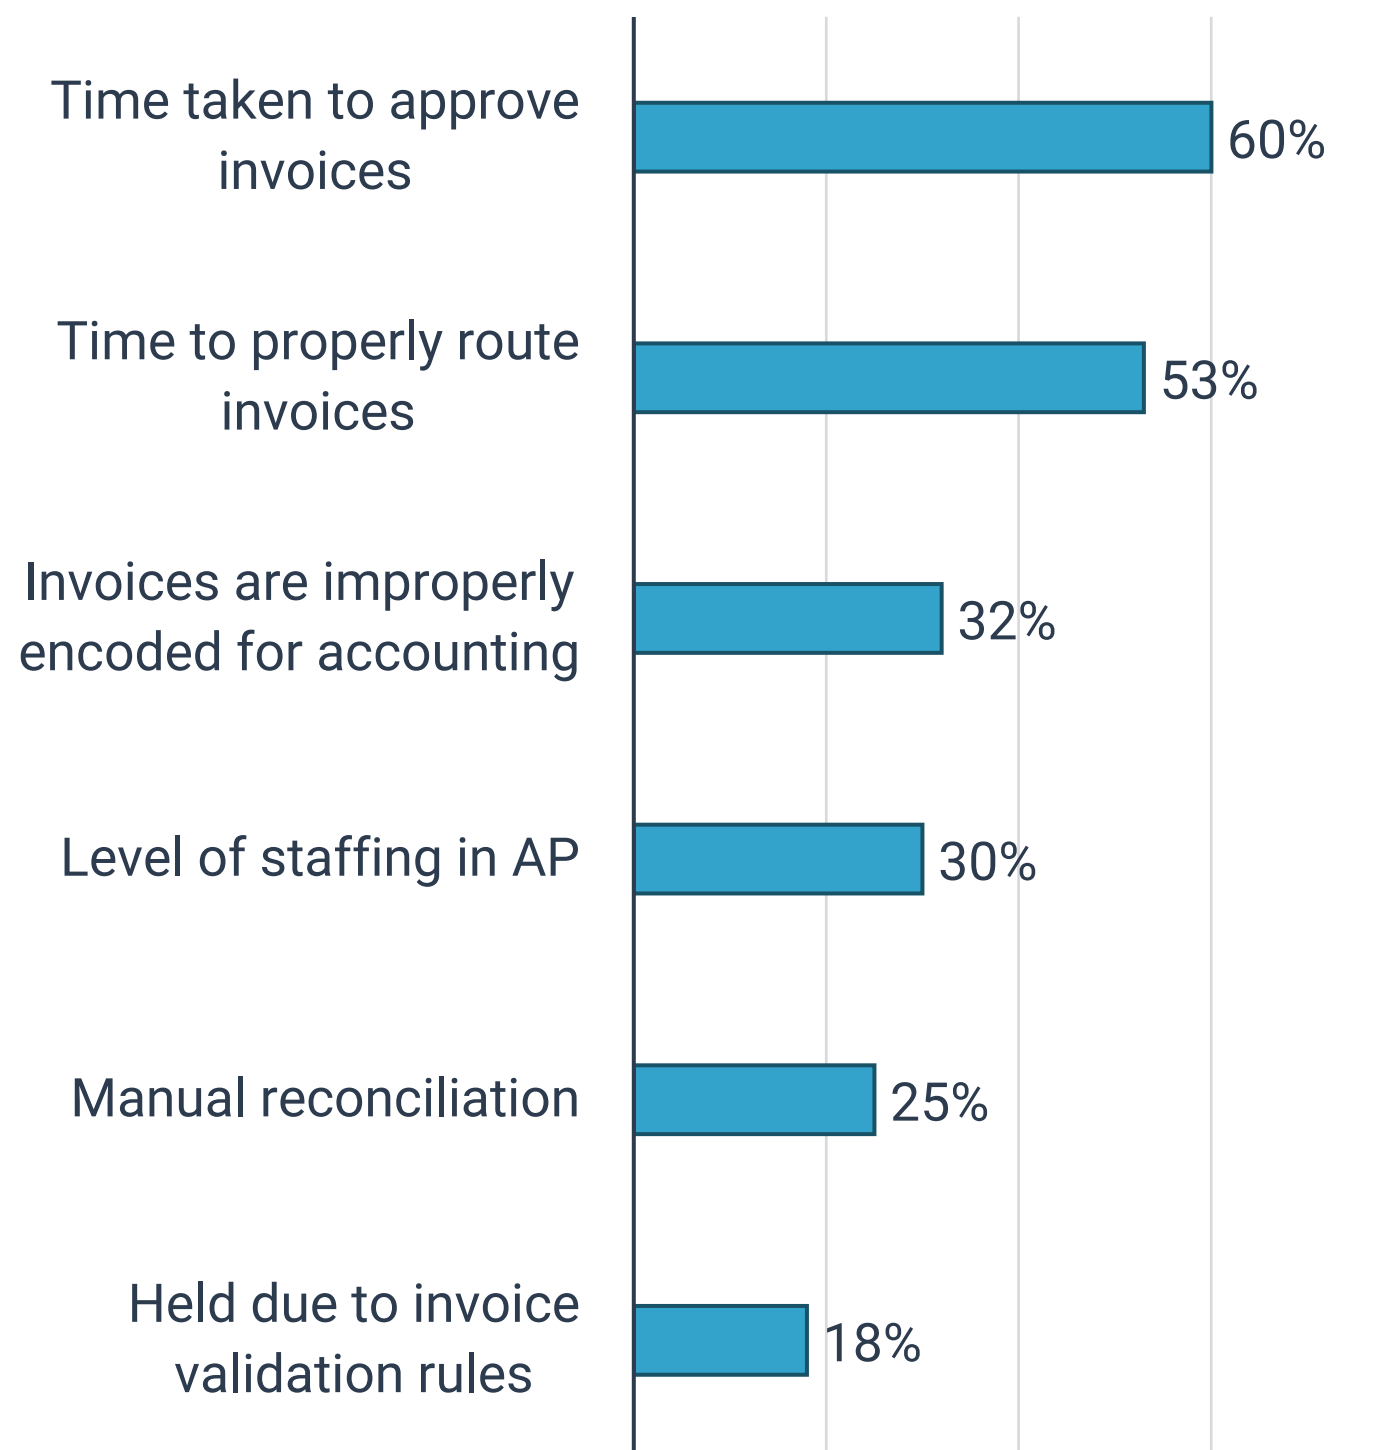 Time taken to approve
invoices
60%
Time to properly route
invoices
53%
Invoices are improperly
encoded for accounting
32%
Level of staffing in AP
30%
Manual reconciliation
25%
Held due to invoice
validation rules
18%